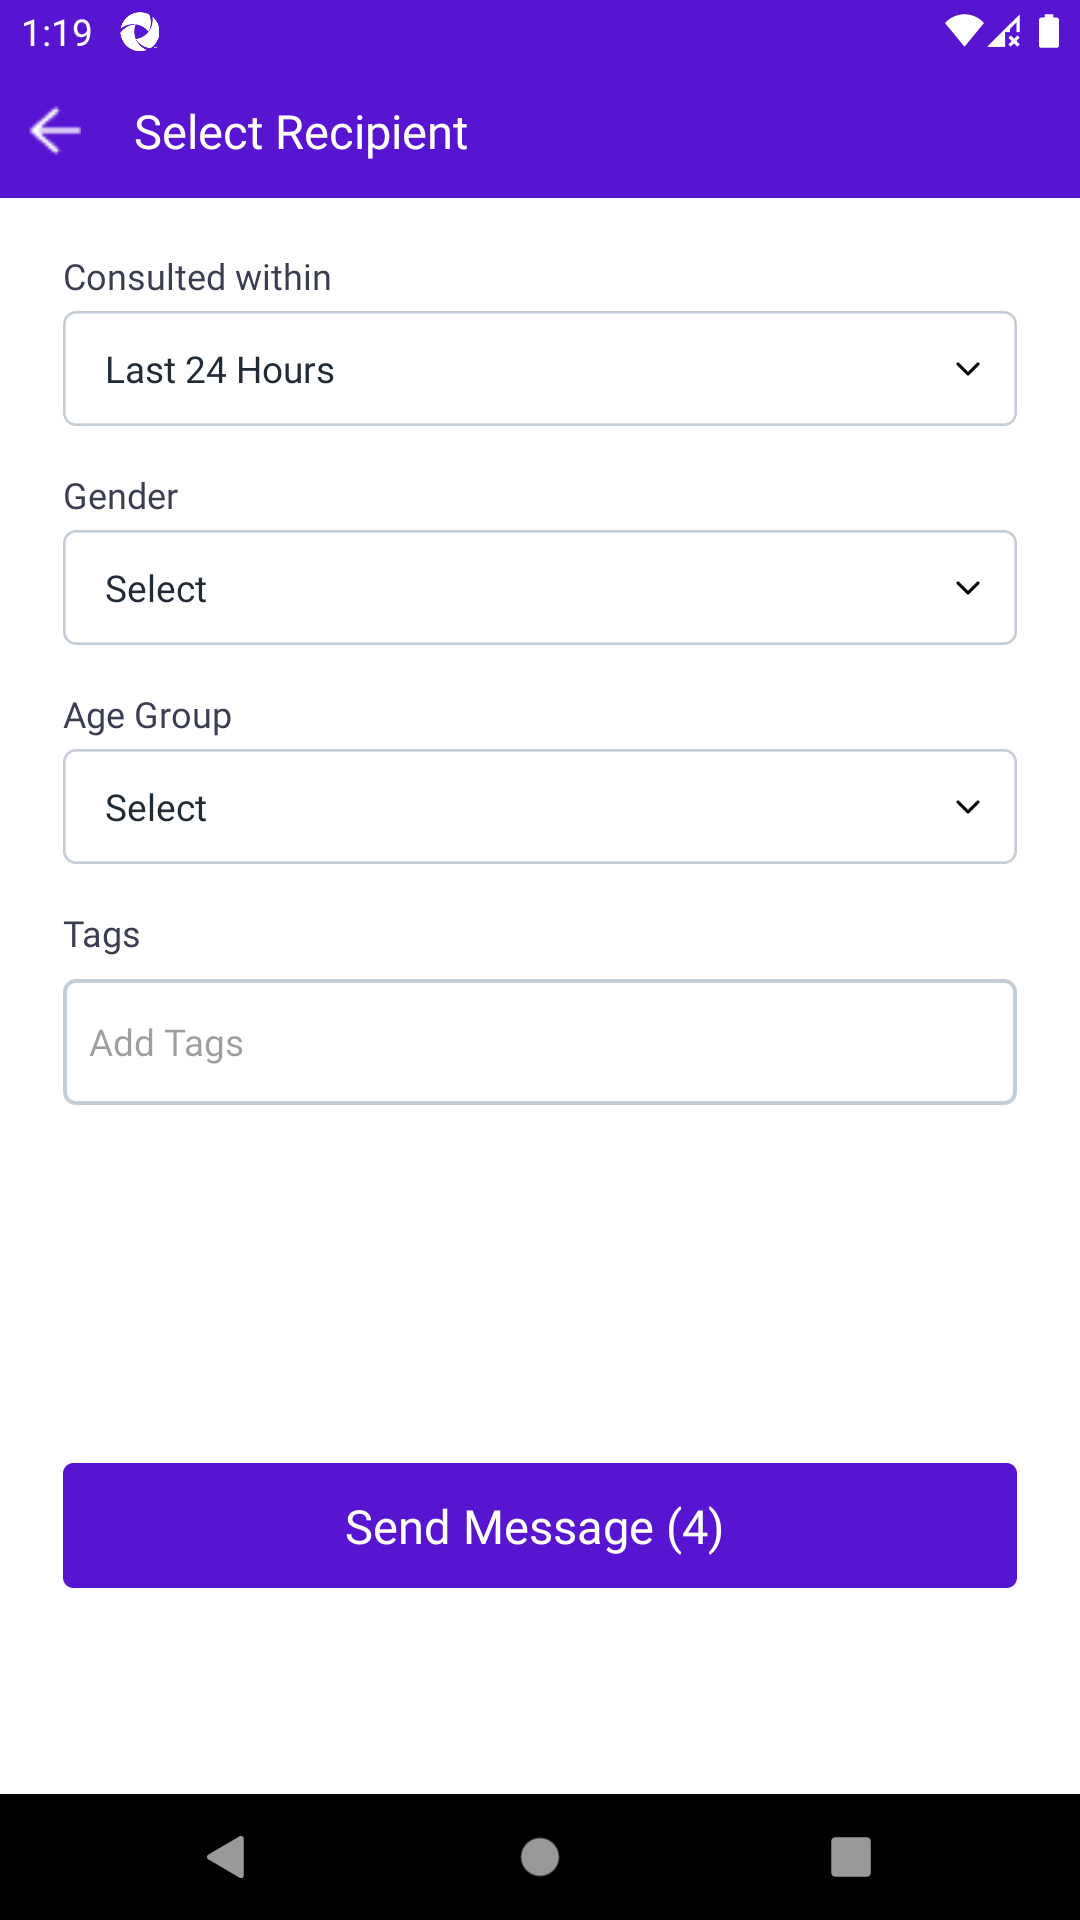 1:19
Select Recipient
Consulted within
Last 24 Hours
Gender
Select
Age Group
Select
Tags
Add Tags
Send Message (4)